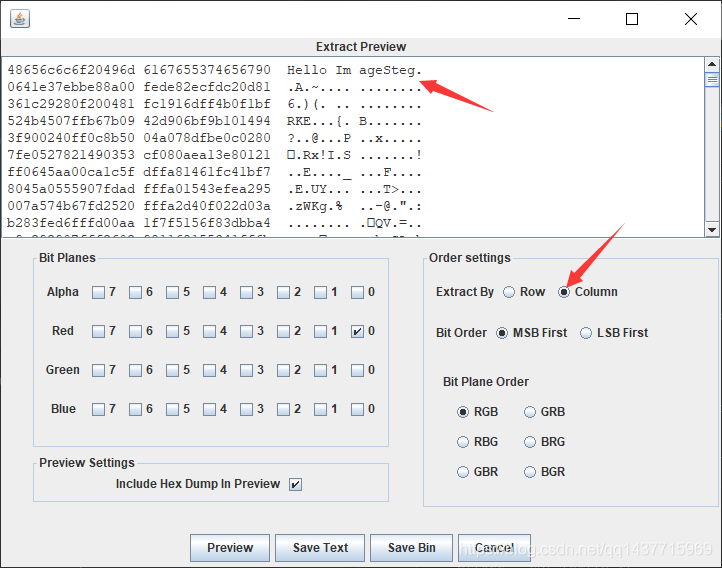 Extract Preview
48656c6c6f20496d 6167655374656790 Hello Im ageSteg.
0641e37ebbe88a00 fede82ecfdc20d81 .A.~.... ........
361c29280f200481 fc1916dff4b0f1bf 6.)(. .. ........
524b4507ffb67b09 42d906bf9b101494 RKE...{. B.......
3f900240ff0c8b50 04a078dfbe0c0280 ?..@...P ..x.....
7fe0527821490353 cf080aea13e80121 .Rx!I.S .......!
ff0645aa00ca1c5f dffa81461fc41bf7 ..E...._ ...F....
8045a0555907fdad fffa01543efea295 .E.UY... ...T>...
007a574b67fd2520 fffa2d40f022d03a .zWKg.% ..-@.".:
b283fed6fffd00aa 1f7f5156f83dbba4 ........ .QV.=..
Bit Planes
Alpha 7 6 5 4 3 2 1 0
Red 7 6 5 4 3 2 1 0
Green 7 6 5 4 3 2 1 0
Blue 7 6 5 4 3 2 1 0
Preview Settings
Include Hex Dump In Preview
Order settings
Extract By Row Column
Bit Order MSB First LSB First
Bit Plane Order
RGB GRB
RBG BRG
GBR BGR
Preview Save Text Save Bin Cancel